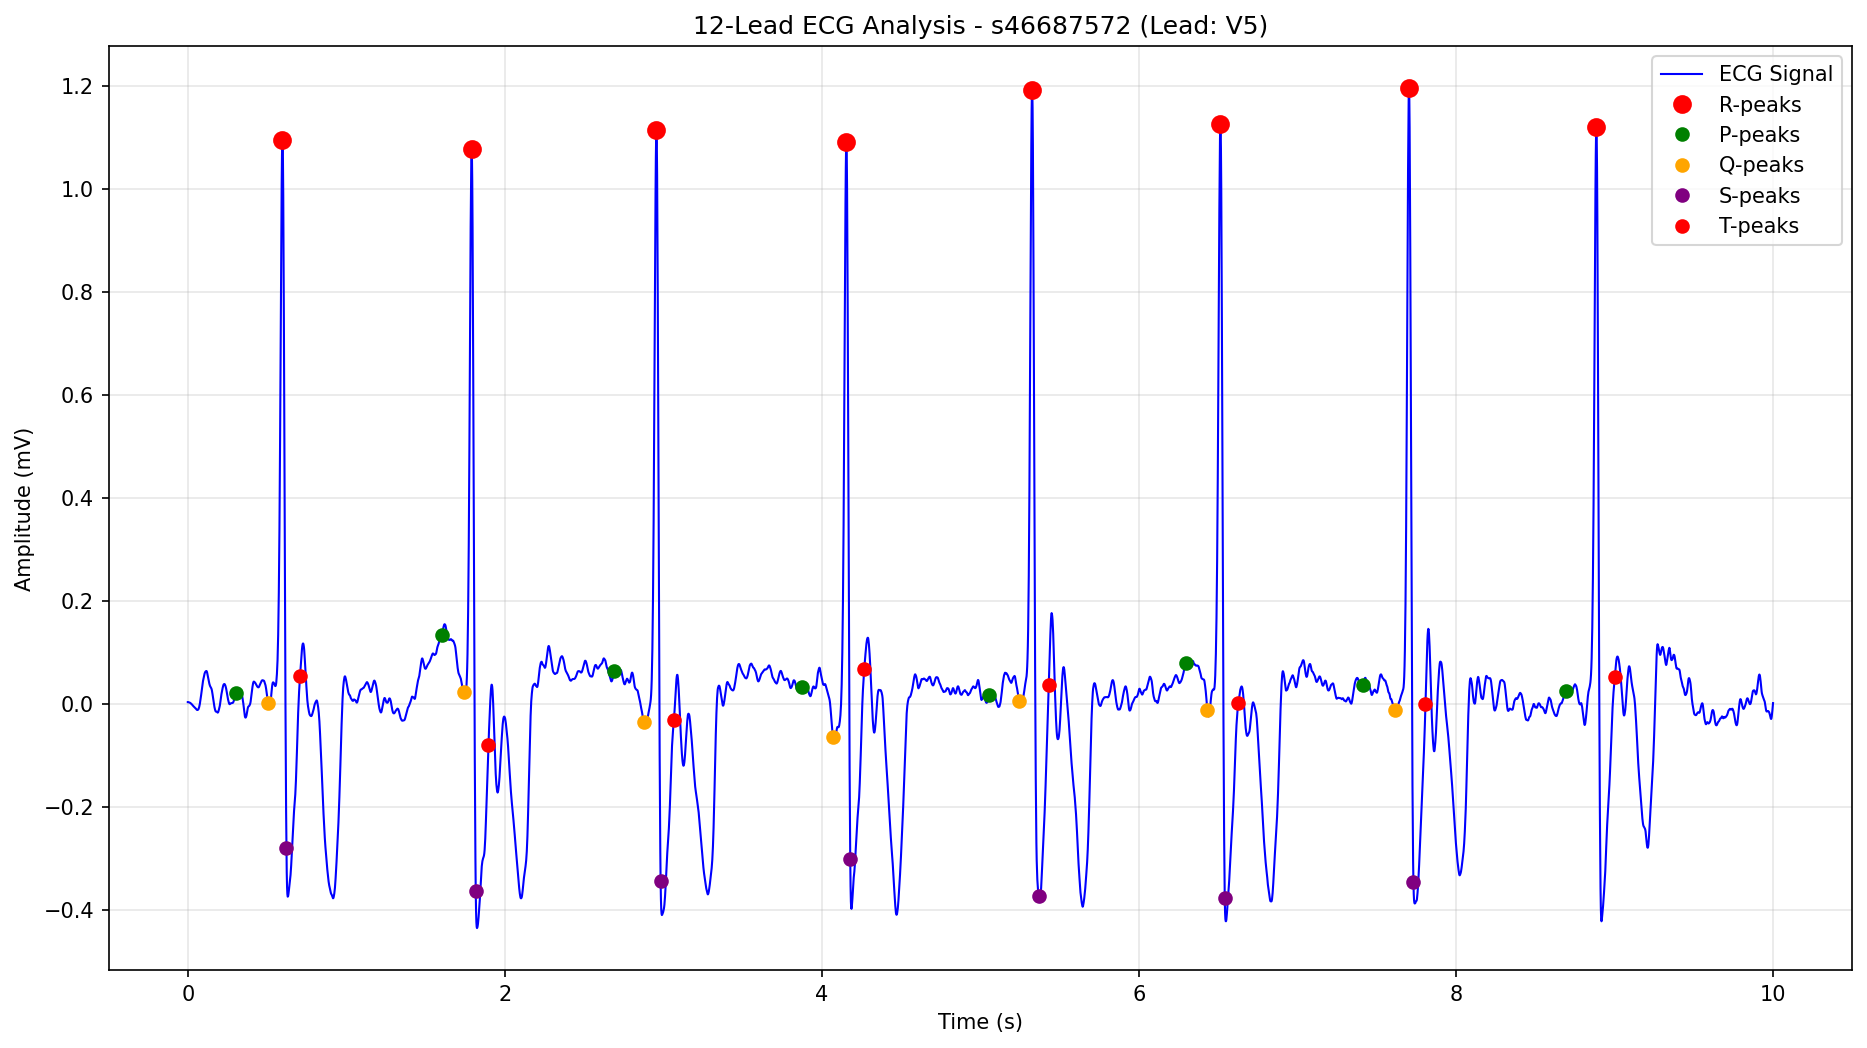 12-Lead ECG Analysis - s46687572 (Lead: V5)
ECG Signal
R-peaks
P-peaks
Q-peaks
S-peaks
T-peaks
Amplitude (mV)
1.2
1.0
0.8
0.6
0.4
0.2
0.0
−0.2
−0.4
0 2 4 6 8 10
Time (s)